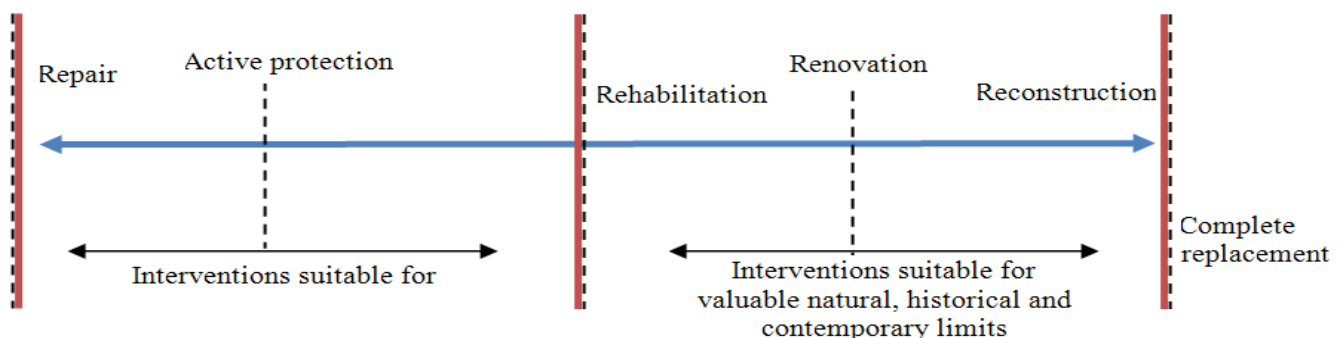 Repair
Active protection
Rehabilitation
Renovation
Reconstruction
Interventions suitable for
Interventions suitable for
valuable natural, historical and
contemporary limits
Complete
replacement